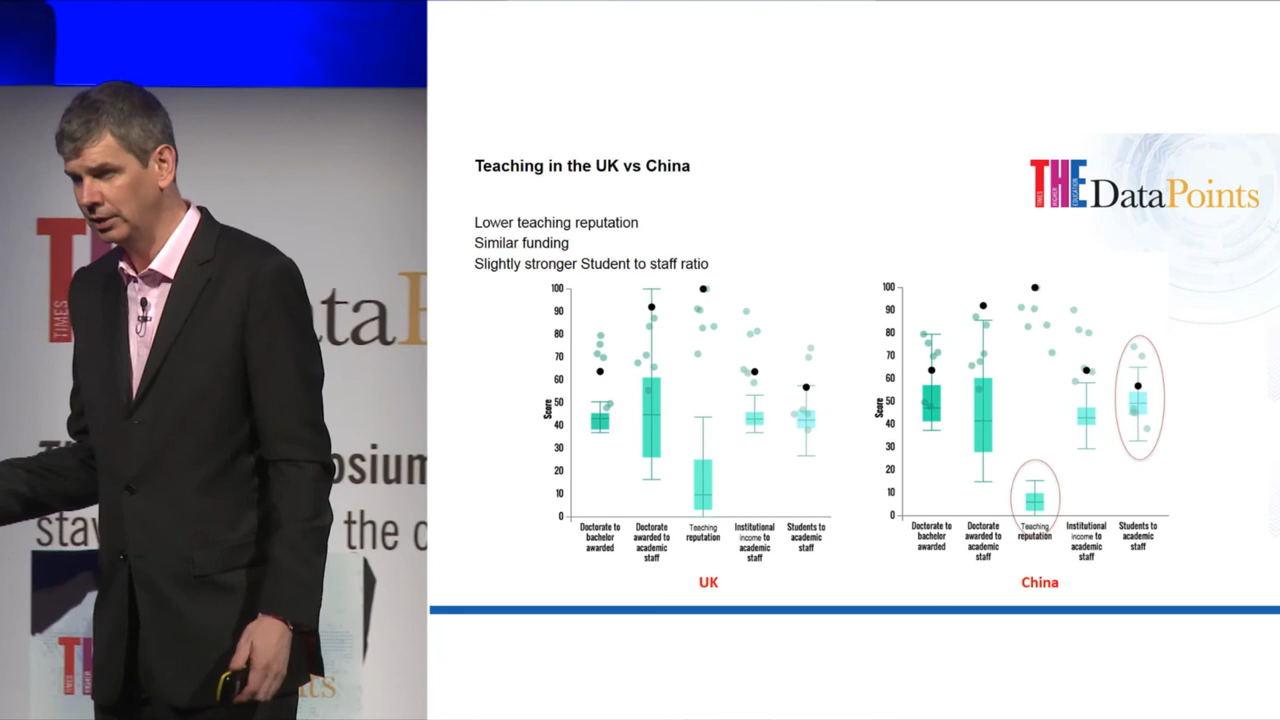 TIMES
ata
osium
stay
the c
Teaching in the UK vs China
THE
TIMES HIGHER EDUCATION
DataPoints
Lower teaching reputation
Similar funding
Slightly stronger Student to staff ratio
Score
100
90
80
70
60
50
40
30
20
10
0
Doctorate to bachelor awarded
Doctorate awarded to academic staff
Teaching reputation
Institutional income to academic staff
Students to academic staff
UK
Score
100
90
80
70
60
50
40
30
20
10
0
Doctorate to bachelor awarded
Doctorate awarded to academic staff
Teaching reputation
Institutional income to academic staff
Students to academic staff
China